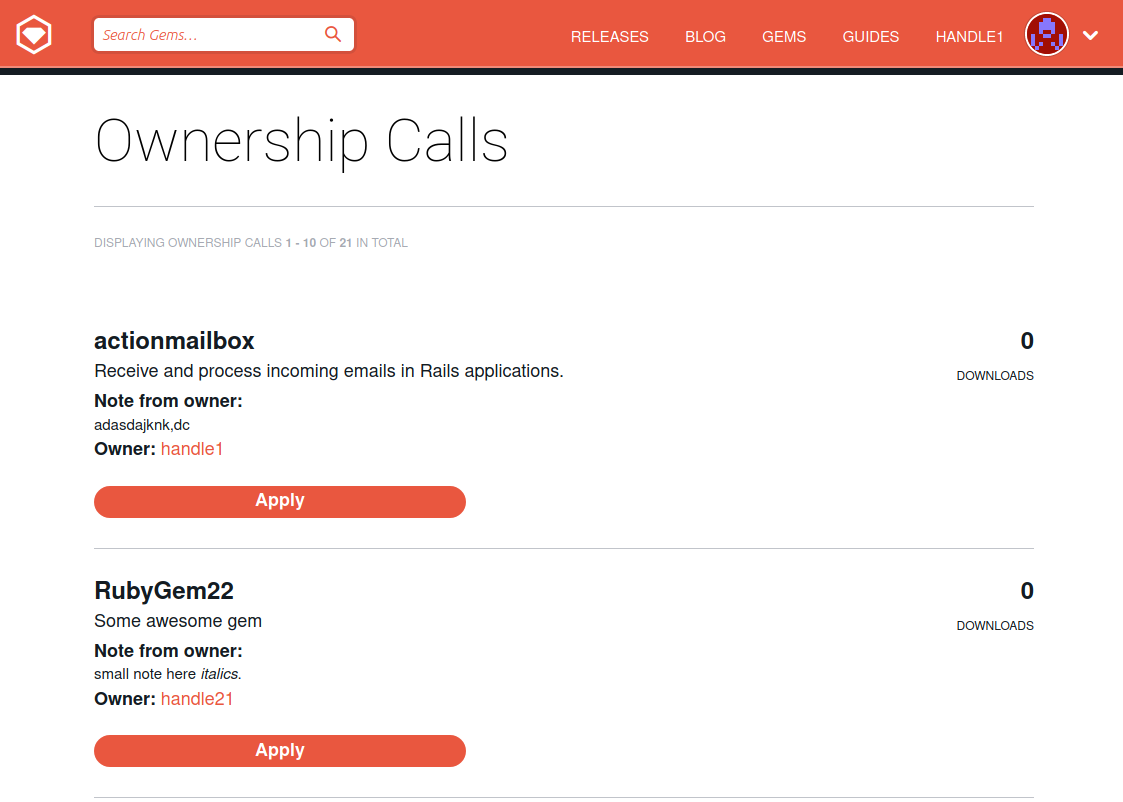 Search Gems…
RELEASES BLOG GEMS GUIDES HANDLE1
Ownership Calls
DISPLAYING OWNERSHIP CALLS 1 - 10 OF 21 IN TOTAL
actionmailbox
0
Receive and process incoming emails in Rails applications.
DOWNLOADS
Note from owner:
adasdajknk,dc
Owner: handle1
Apply
RubyGem22
0
Some awesome gem
DOWNLOADS
Note from owner:
small note here italics.
Owner: handle21
Apply